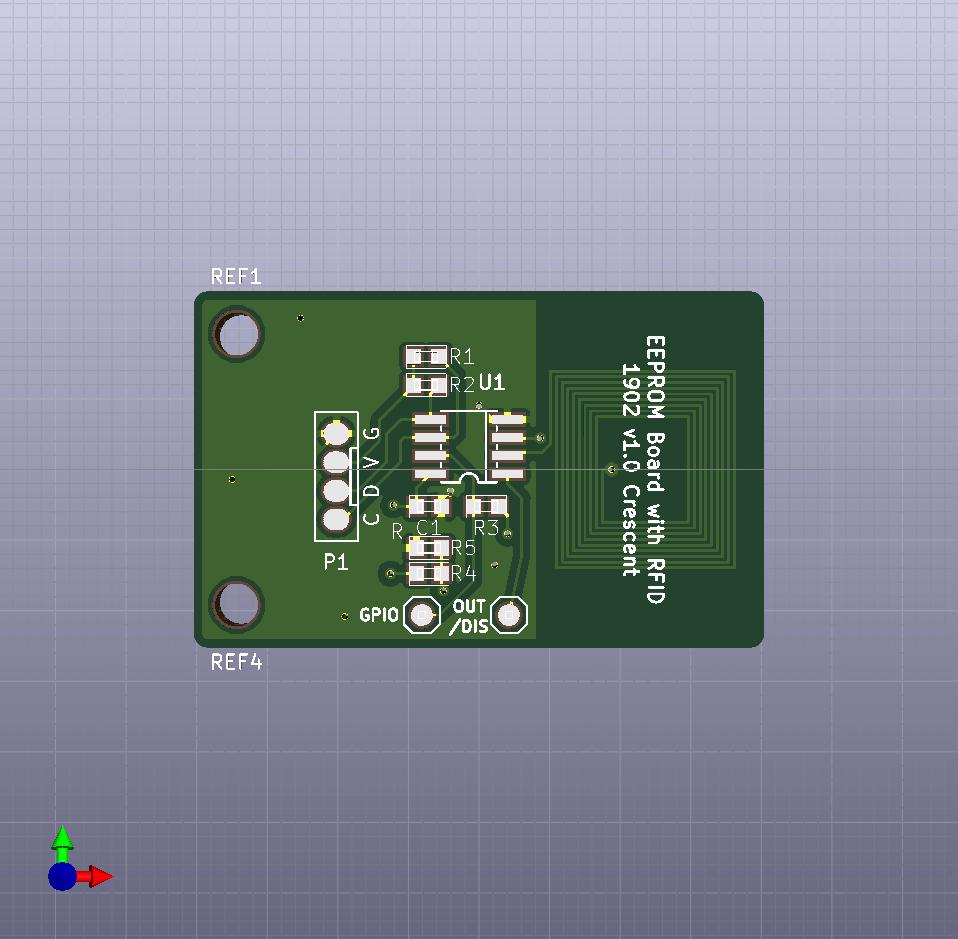 REF1
R1
R2
U1
G
V
D
C
P1
R
C1
R3
R5
R4
GPIO
OUT
/DIS
REF4
EEPROM Board with RFID
1902 v1.0 Crescent